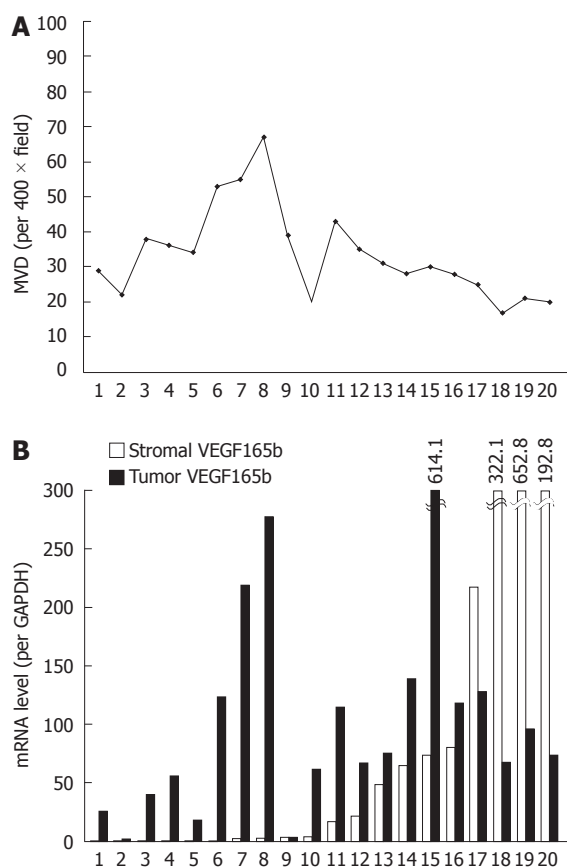 A
MVD (per 400 × field)
100
90
80
70
60
50
40
30
20
10
0
1 2 3 4 5 6 7 8 9 10 11 12 13 14 15 16 17 18 19 20
B
Stromal VEGF165b
Tumor VEGF165b
614.1
322.1
652.8
192.8
mRNA level (per GAPDH)
300
250
200
150
100
50
0
1 2 3 4 5 6 7 8 9 10 11 12 13 14 15 16 17 18 19 20